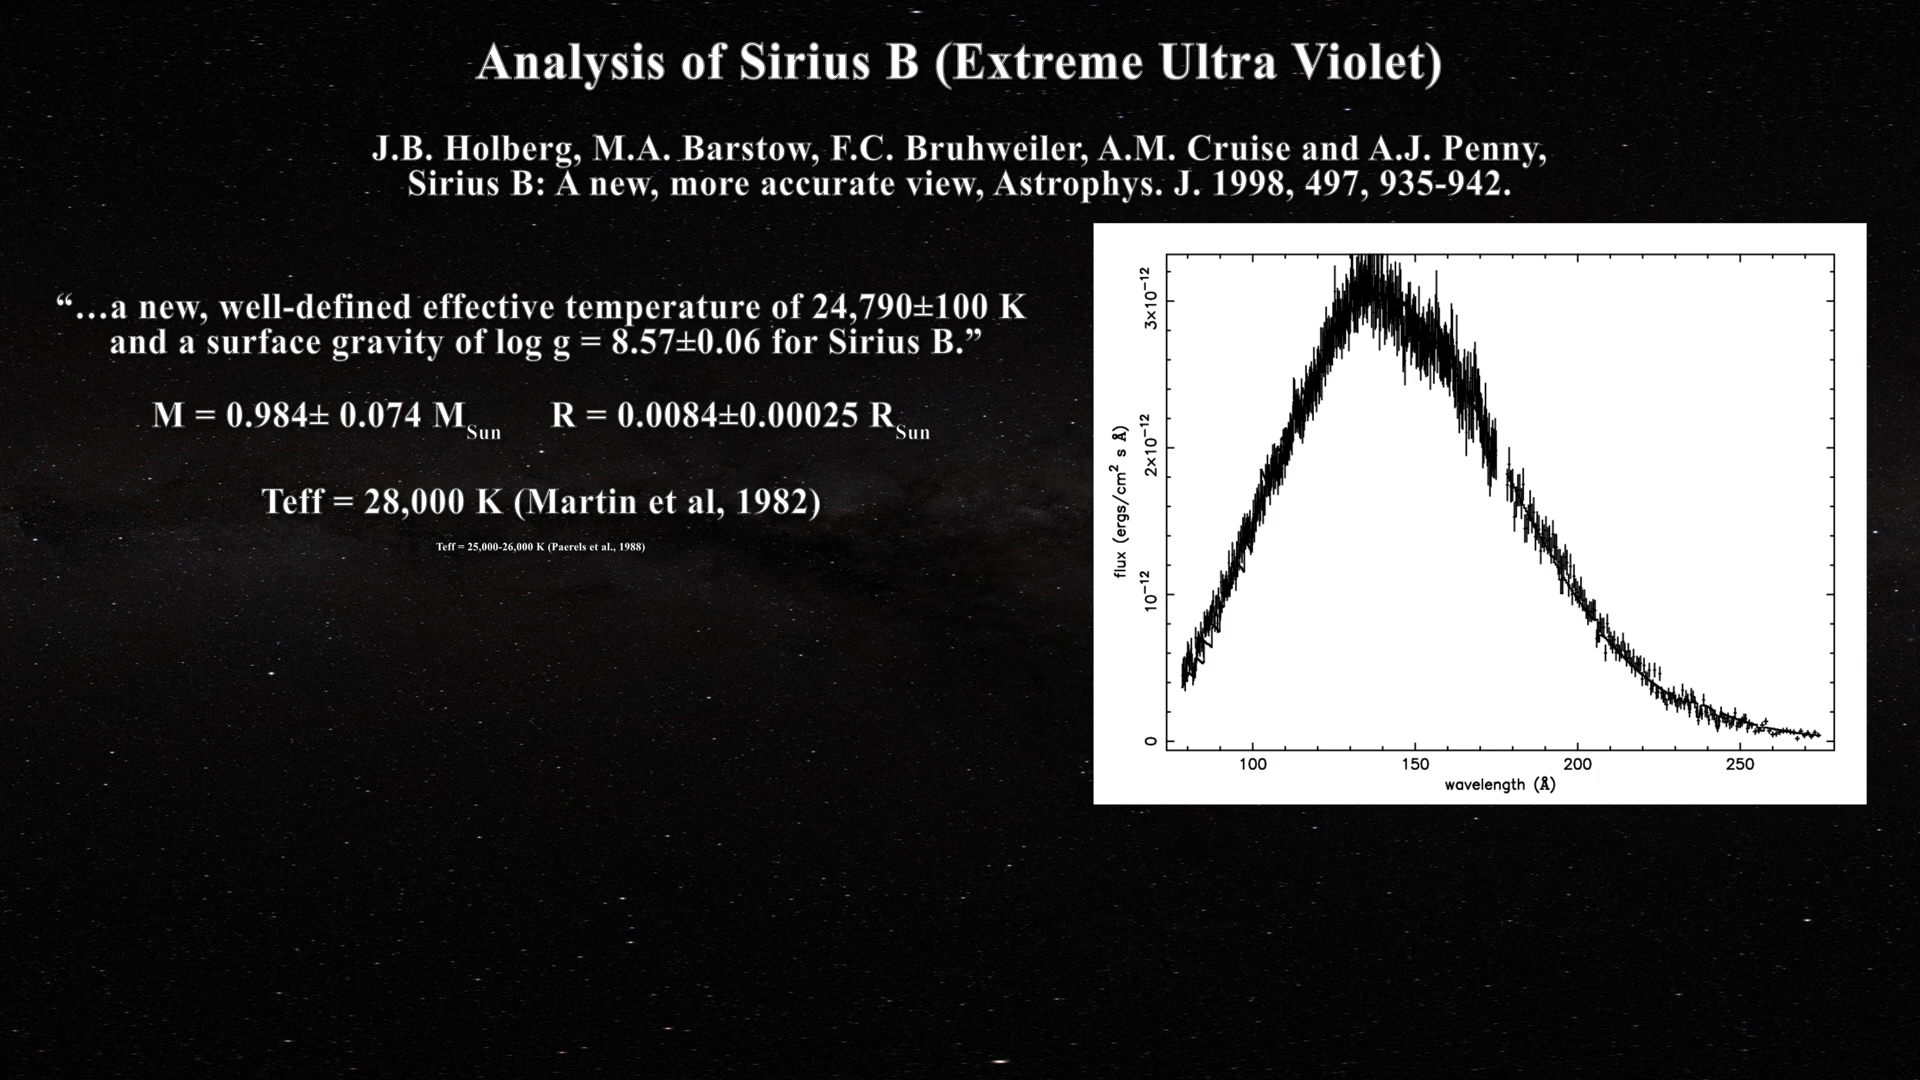 Analysis of Sirius B (Extreme Ultra Violet)
J.B. Holberg, M.A. Barstow, F.C. Bruhweiler, A.M. Cruise and A.J. Penny,
Sirius B: A new, more accurate view, Astrophys. J. 1998, 497, 935-942.
“…a new, well-defined effective temperature of 24,790±100 K
and a surface gravity of log g = 8.57±0.06 for Sirius B.”
M = 0.984± 0.074 M_Sun R = 0.0084±0.00025 R_Sun
Teff = 28,000 K (Martin et al, 1982)
Teff = 25,000-26,000 K (Paerels et al., 1988)
flux (ergs/cm² s Å)
3×10⁻¹²
2×10⁻¹²
10⁻¹²
0
100 150 200 250
wavelength (Å)